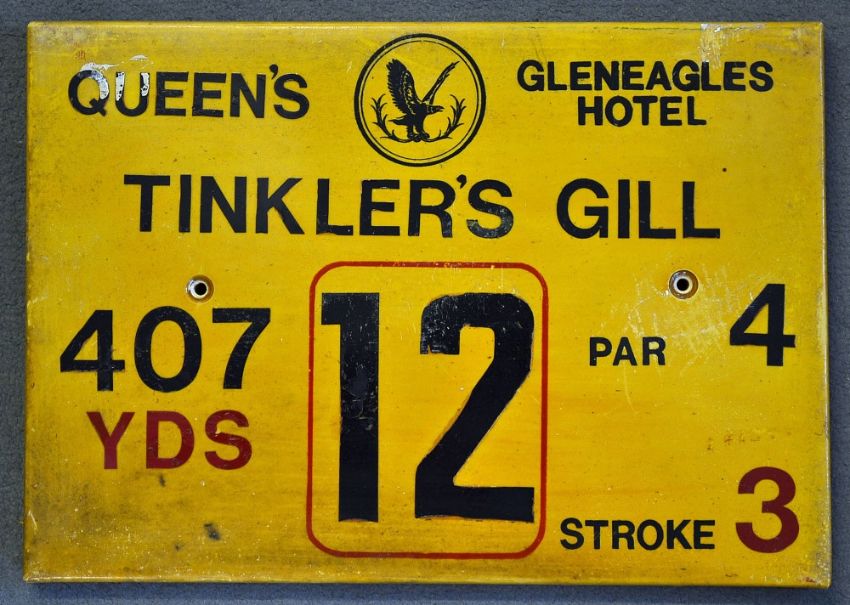 QUEEN'S
GLENEAGLES
HOTEL
TINKLER'S GILL
407
YDS
12
PAR 4
STROKE 3